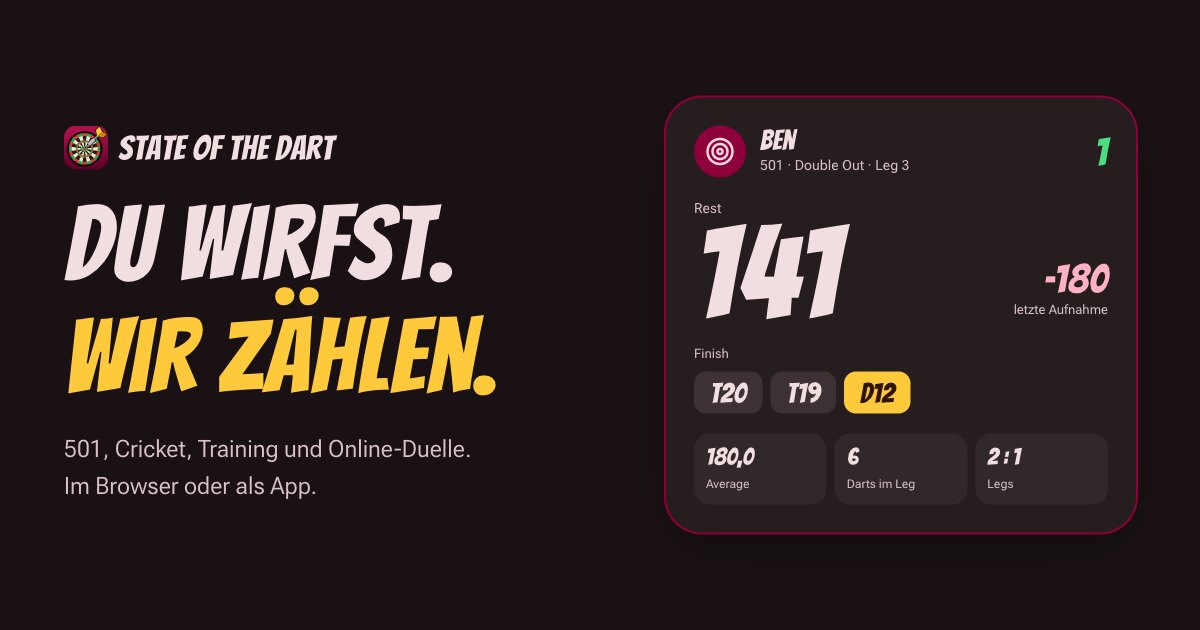 STATE OF THE DART
DU WIRFST.
WIR ZÄHLEN.
501, Cricket, Training und Online-Duelle.
Im Browser oder als App.
BEN
501 · Double Out · Leg 3
1
Rest
141
-180
letzte Aufnahme
Finish
T20 T19 D12
180,0 6 2 : 1
Average Darts im Leg Legs